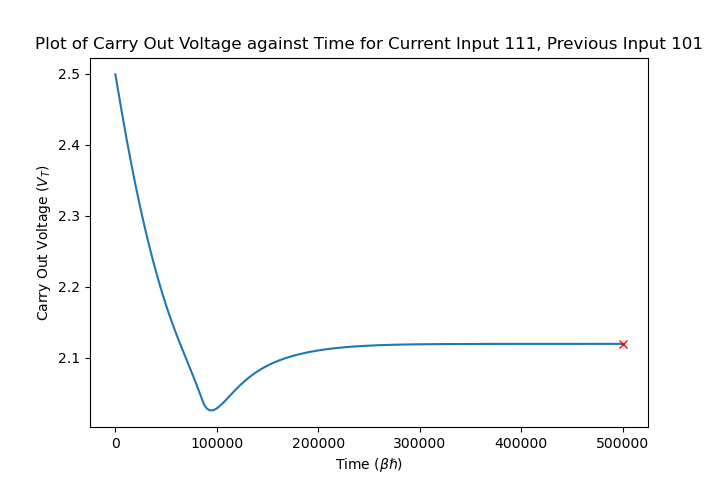 Plot of Carry Out Voltage against Time for Current Input 111, Previous Input 101
Carry Out Voltage (V_T)
2.5
2.4
2.3
2.2
2.1
0 100000 200000 300000 400000 500000
Time (βℏ)